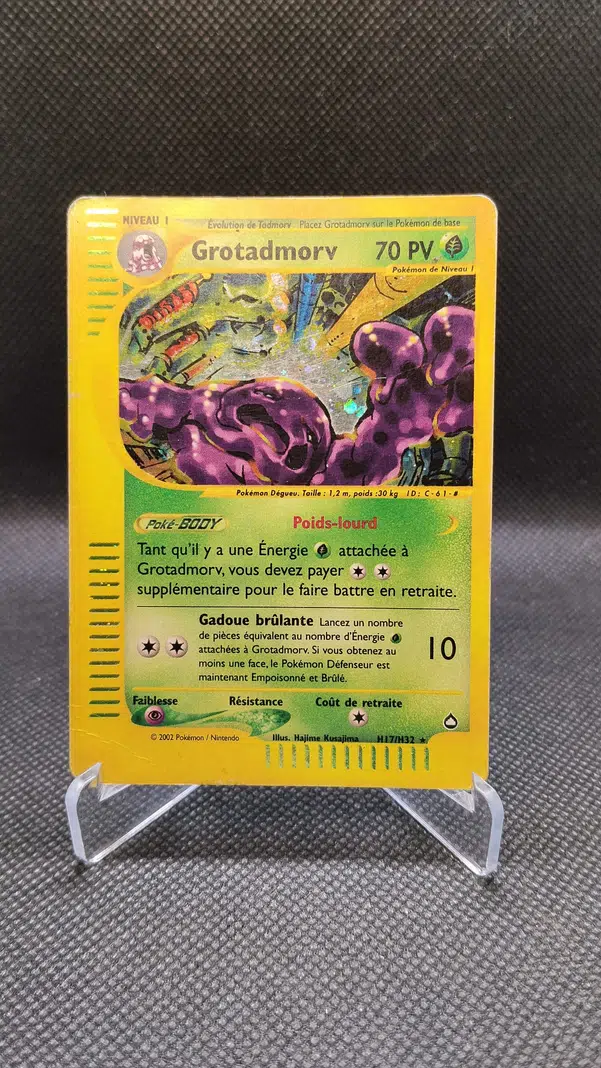 NIVEAU I
Évolution de Tadmorv Placez Grotadmorv sur le Pokémon de base
Grotadmorv 70 PV
Pokémon de Niveau I
Pokémon Dégueu. Taille : 1,2 m, poids :30 kg ID: C-61-#
Poké-BODY Poids-lourd
Tant qu'il y a une Énergie attachée à
Grotadmorv, vous devez payer
supplémentaire pour le faire battre en retraite.
Gadoue brûlante Lancez un nombre
de pièces équivalent au nombre d'Énergie
attachées à Grotadmorv. Si vous obtenez au
moins une face, le Pokémon Défenseur est
maintenant Empoisonné et Brûlé.
10
Faiblesse Résistance Coût de retraite
© 2002 Pokémon / Nintendo Illus. Hajime Kusajima H17/H32 ★